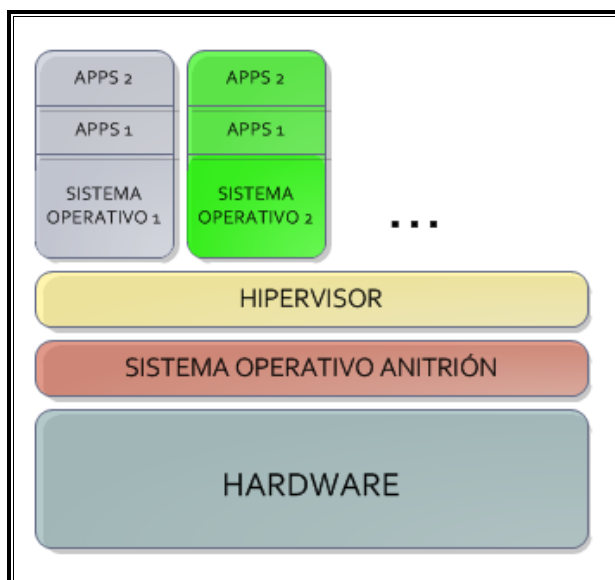 APPS 2
APPS 2
APPS 1
APPS 1
SISTEMA
OPERATIVO 1
SISTEMA
OPERATIVO 2
...
HIPERVISOR
SISTEMA OPERATIVO ANITRIÓN
HARDWARE